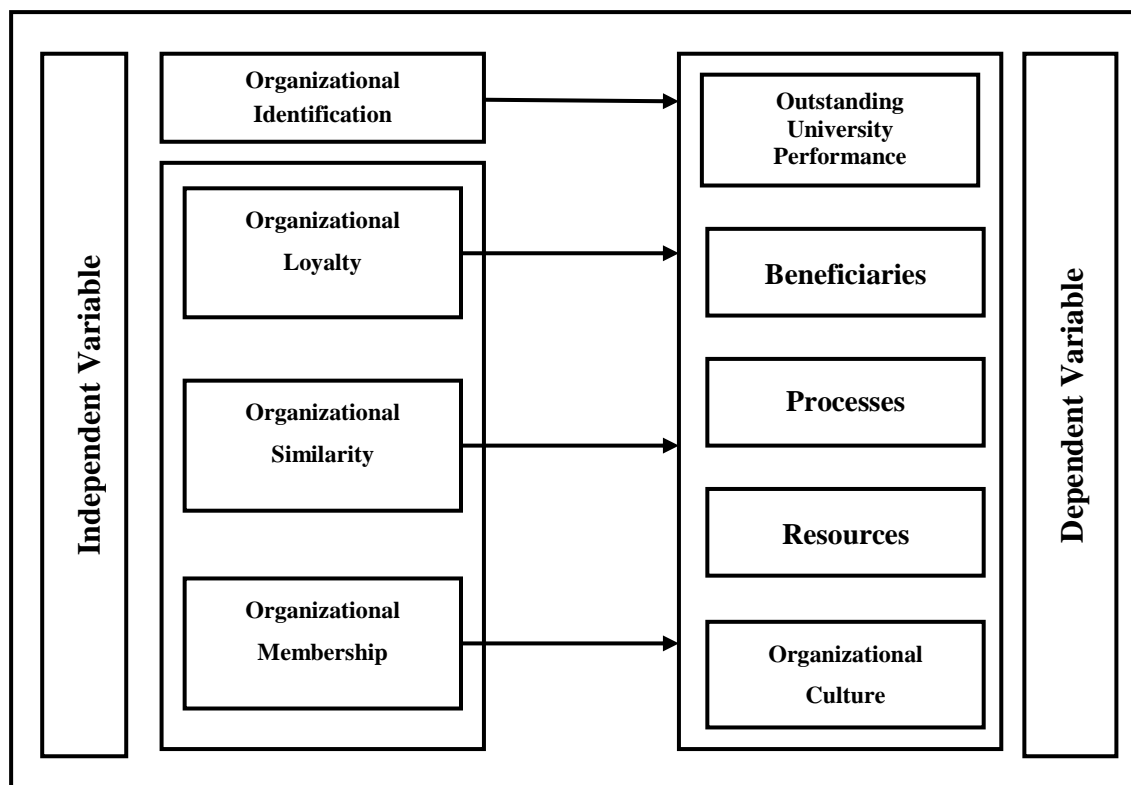 Independent Variable
Organizational
Identification
Organizational
Loyalty
Organizational
Similarity
Organizational
Membership
Outstanding
University
Performance
Beneficiaries
Processes
Resources
Organizational
Culture
Dependent Variable